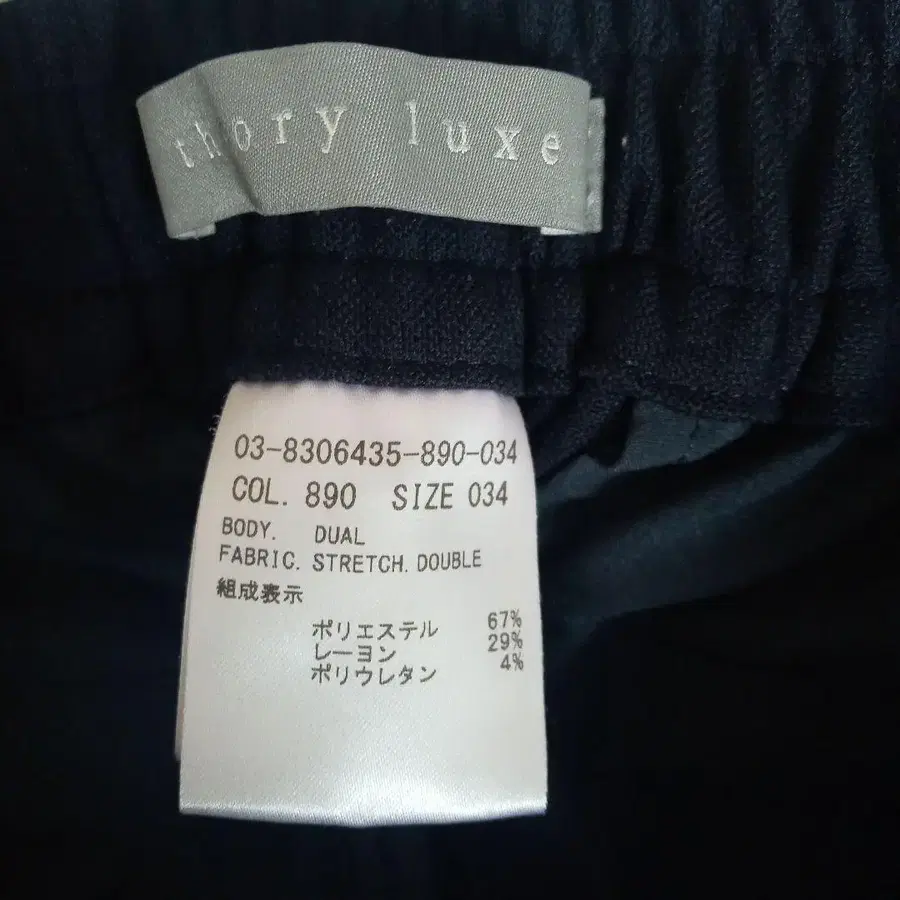 thory luxe
03-8306435-890-034
COL. 890 SIZE 034
BODY. DUAL
FABRIC. STRETCH. DOUBLE
組成表示
ポリエステル 67%
レーヨン 29%
ポリウレタン 4%